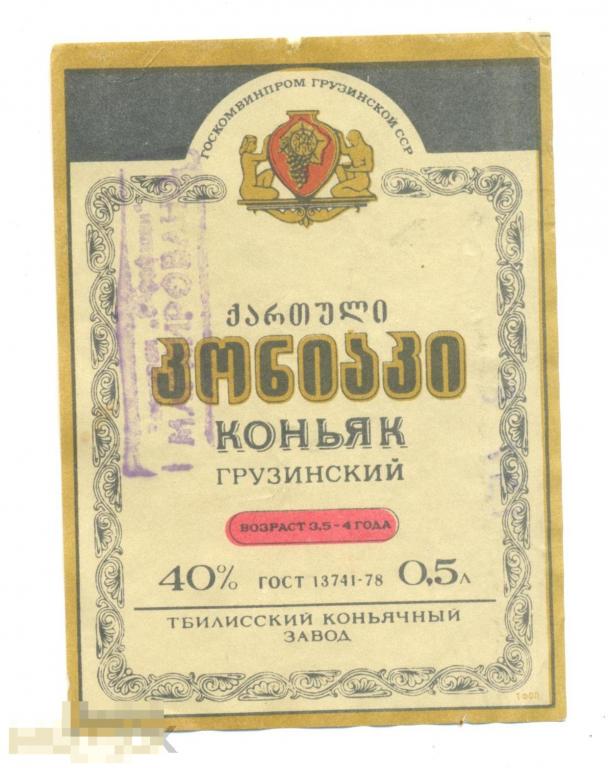 ГОСКОМВИНПРОМ ГРУЗИНСКОЙ ССР
ქართული
კონიაკი
КОНЬЯК
ГРУЗИНСКИЙ
ВОЗРАСТ 3,5-4 ГОДА
40% ГОСТ 13741-78 0,5 Л
ТБИЛИССКИЙ КОНЬЯЧНЫЙ
ЗАВОД